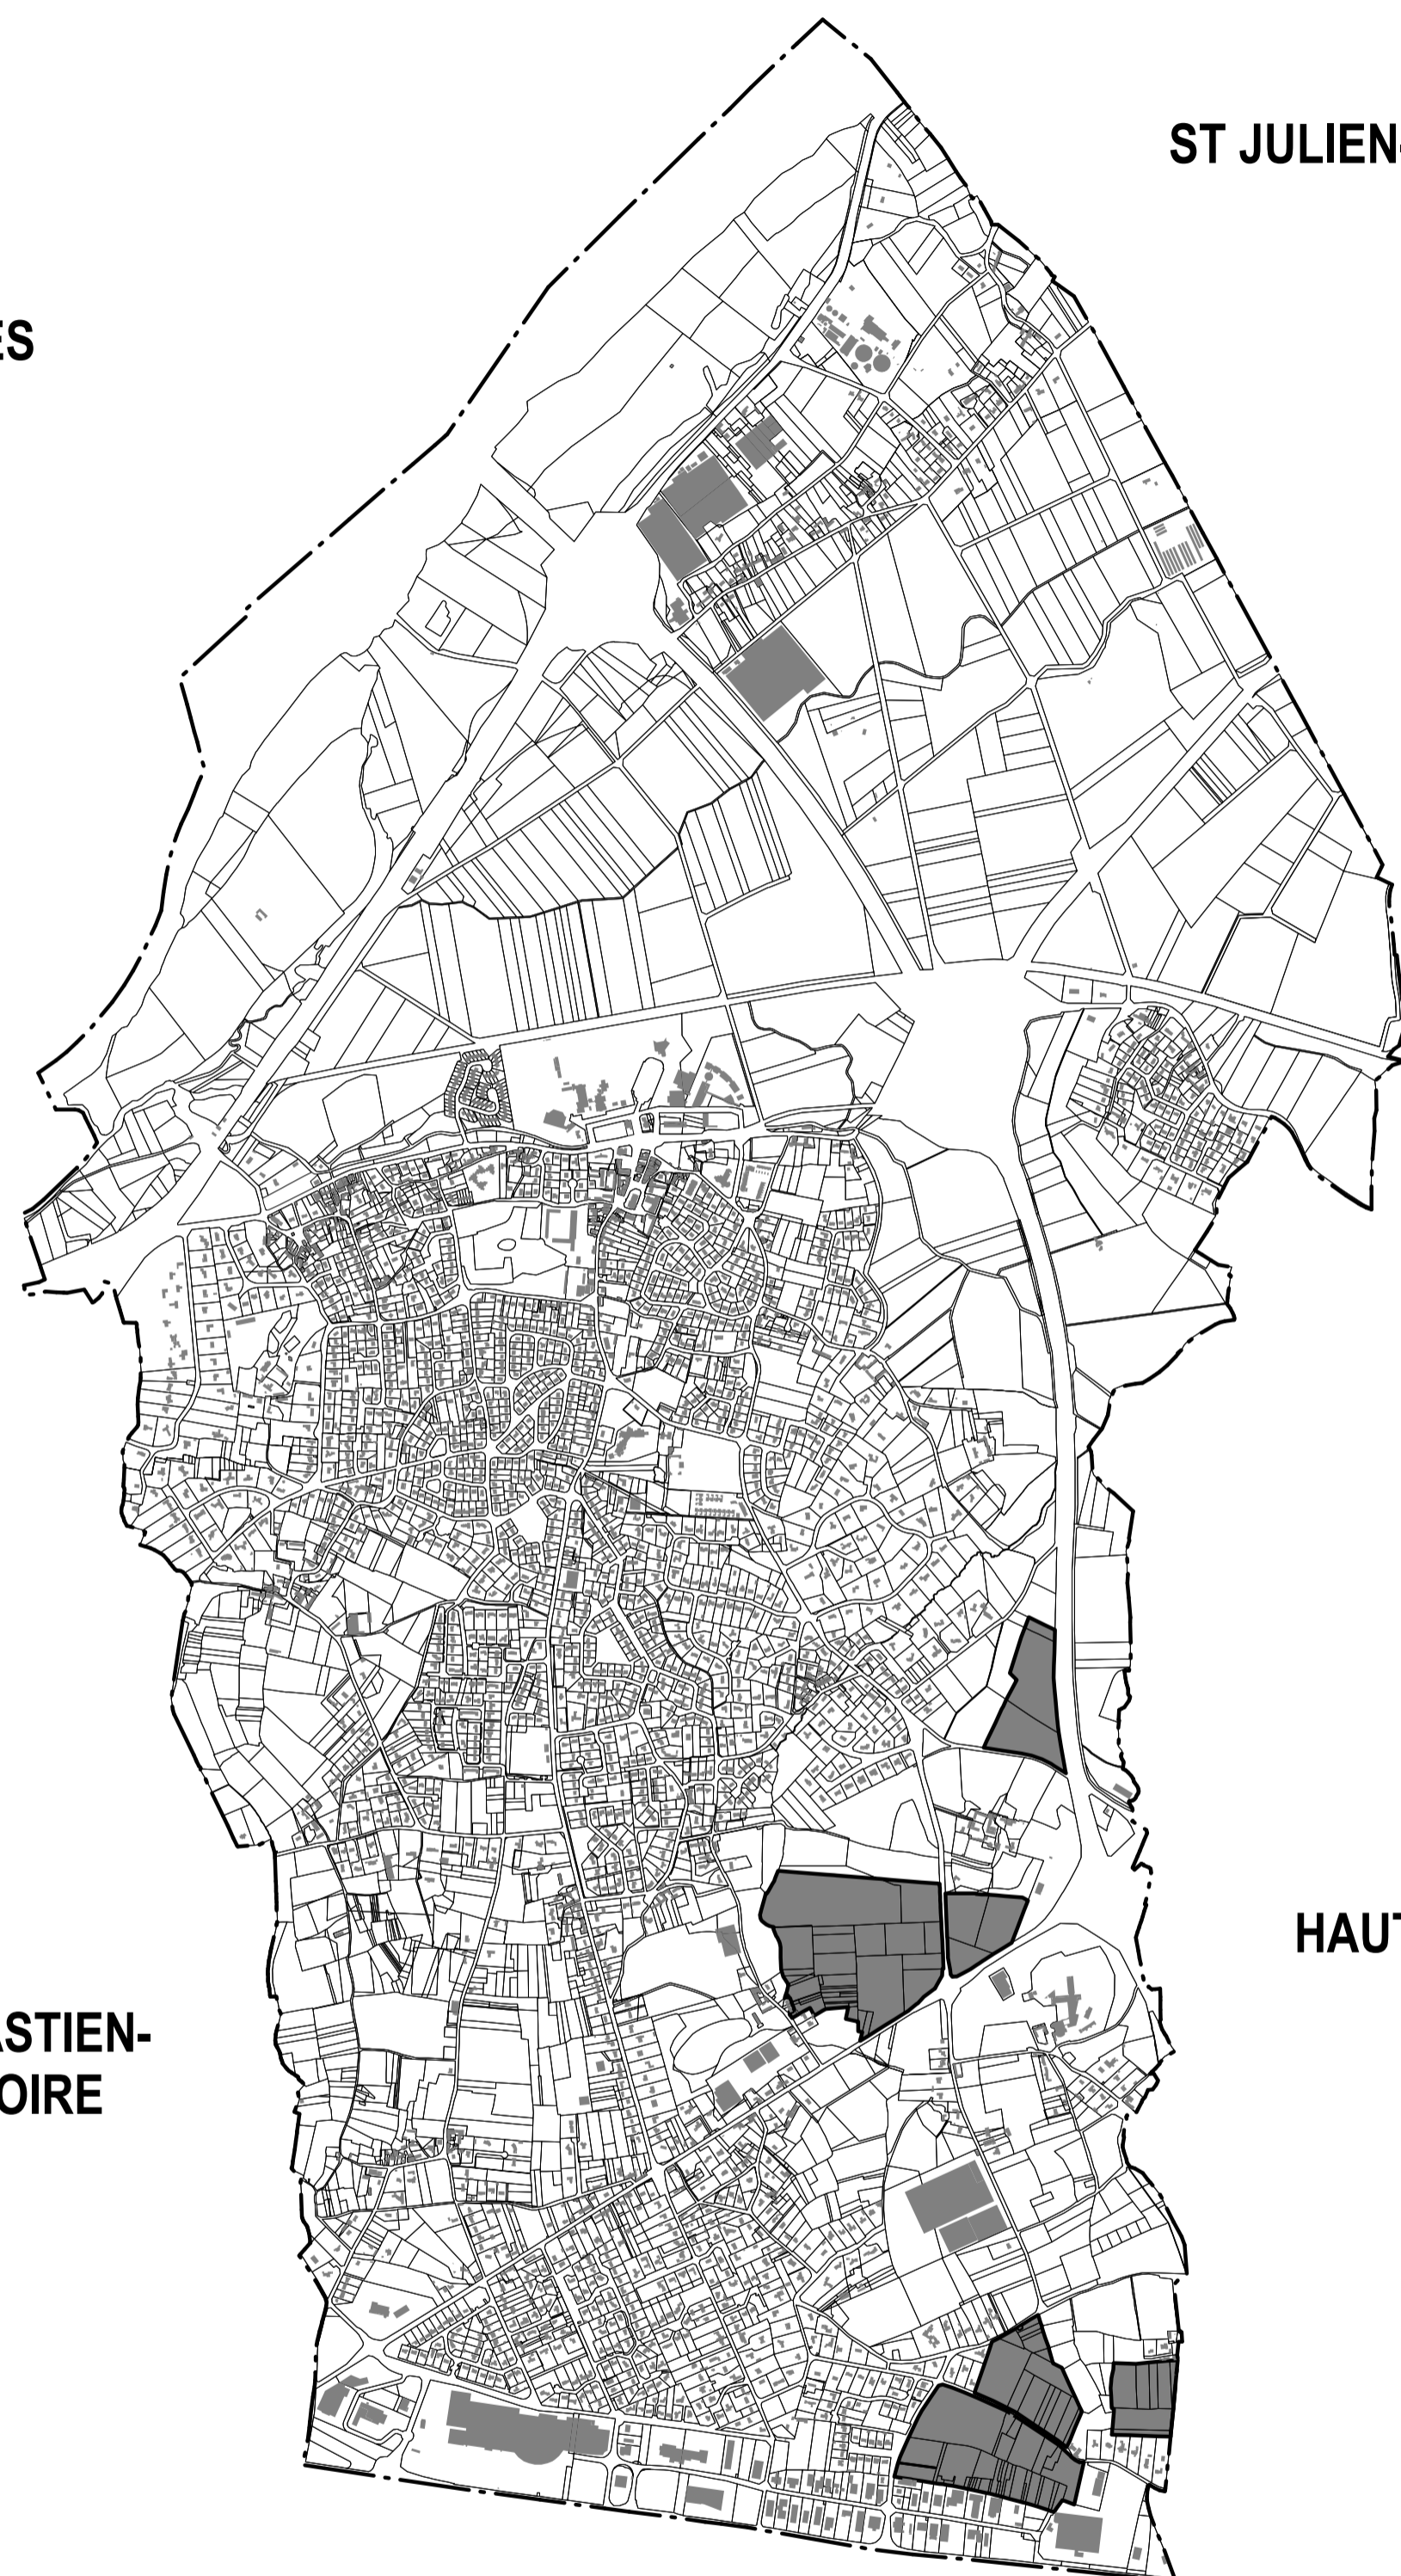 ST JULIEN-
ES
HAUT
ASTIEN-
OIRE